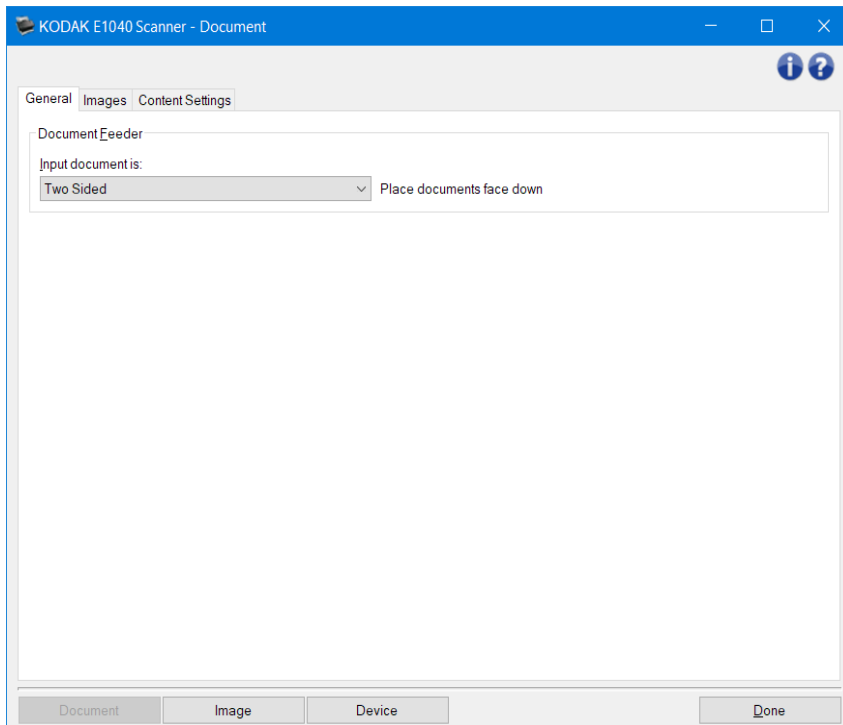 KODAK E1040 Scanner - Document
General Images Content Settings
Document Feeder
Input document is:
Two Sided Place documents face down
Document Image Device Done